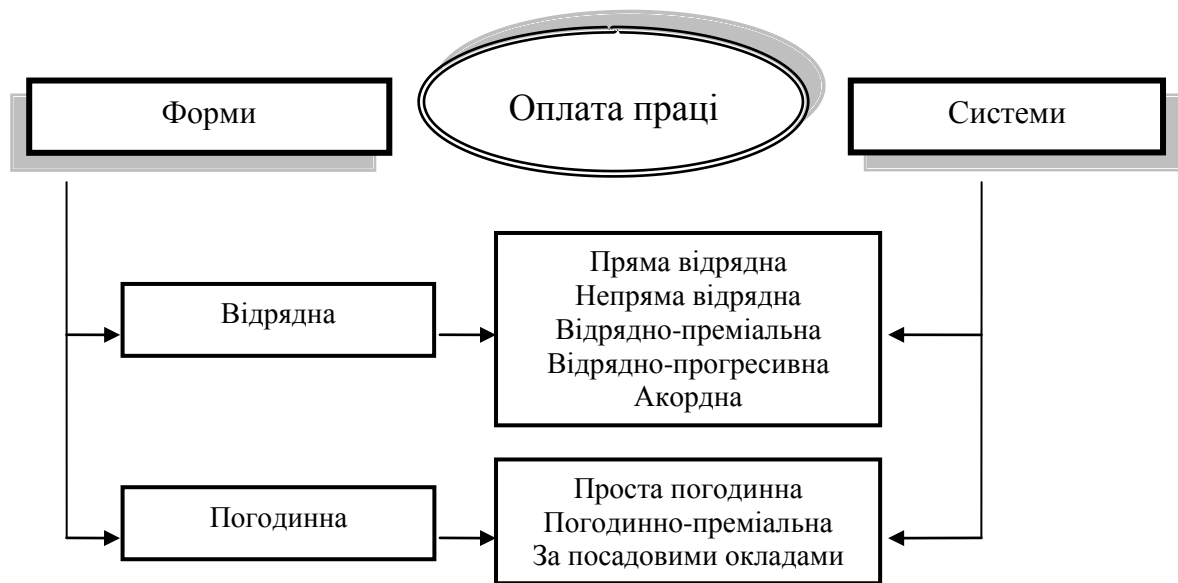 Форми
Оплата праці
Системи
Відрядна
Пряма відрядна
Непряма відрядна
Відрядно-преміальна
Відрядно-прогресивна
Акордна
Погодинна
Проста погодинна
Погодинно-преміальна
За посадовими окладами